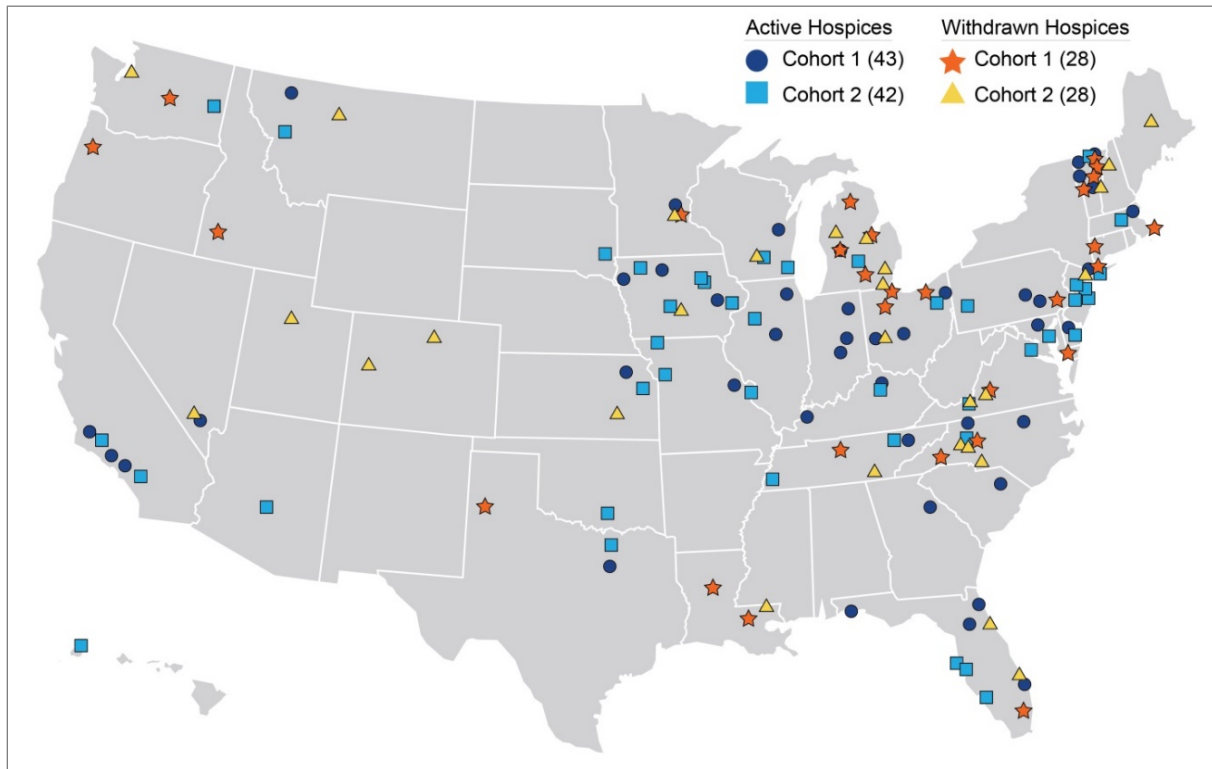 Active Hospices Withdrawn Hospices
Cohort 1 (43) Cohort 1 (28)
Cohort 2 (42) Cohort 2 (28)